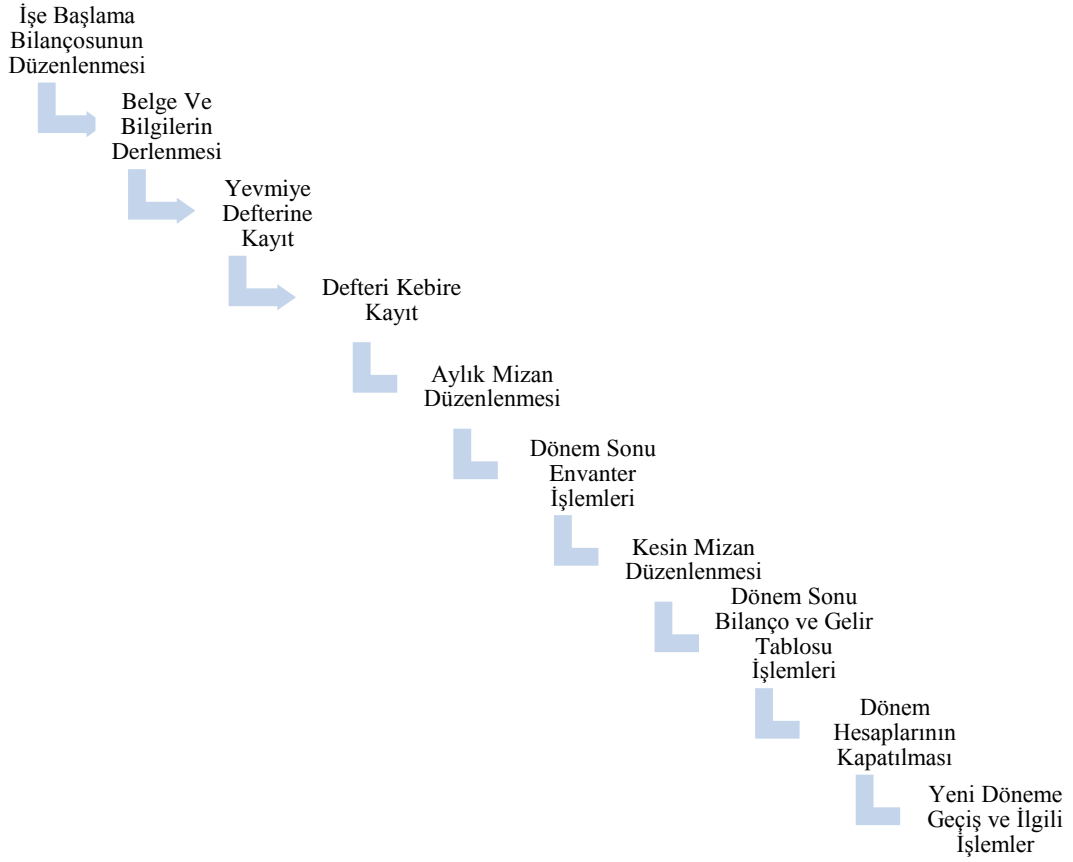 İşe Başlama
Bilançosunun
Düzenlenmesi
Belge Ve
Bilgilerin
Derlenmesi
Yevmiye
Defterine
Kayıt
Defteri Kebire
Kayıt
Aylık Mizan
Düzenlenmesi
Dönem Sonu
Envanter
İşlemleri
Kesin Mizan
Düzenlenmesi
Dönem Sonu
Bilanço ve Gelir
Tablosu
İşlemleri
Dönem
Hesaplarının
Kapatılması
Yeni Döneme
Geçiş ve İlgili
İşlemler